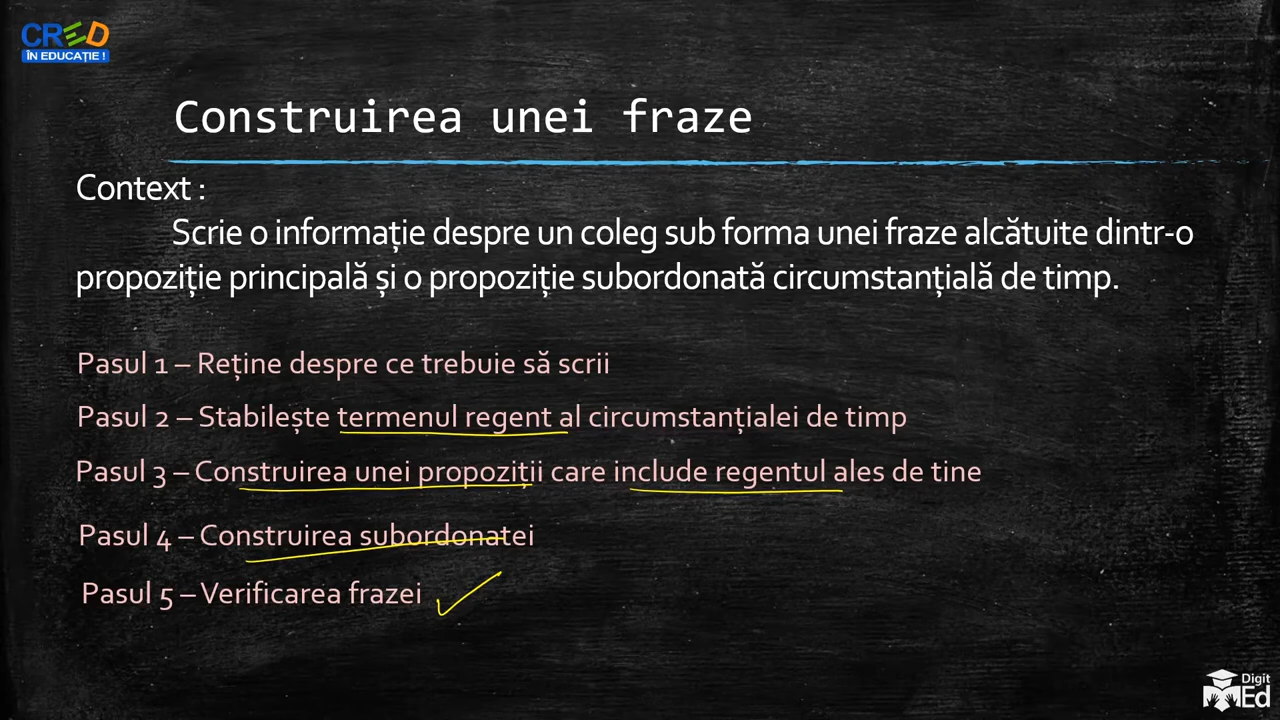 CRED
ÎN EDUCAȚIE !
Construirea unei fraze
Context :
Scrie o informație despre un coleg sub forma unei fraze alcătuite dintr-o
propoziție principală și o propoziție subordonată circumstanțială de timp.
Pasul 1 – Reține despre ce trebuie să scrii
Pasul 2 – Stabilește termenul regent al circumstanțialei de timp
Pasul 3 – Construirea unei propoziții care include regentul ales de tine
Pasul 4 – Construirea subordonatei
Pasul 5 – Verificarea frazei
Digit
Ed